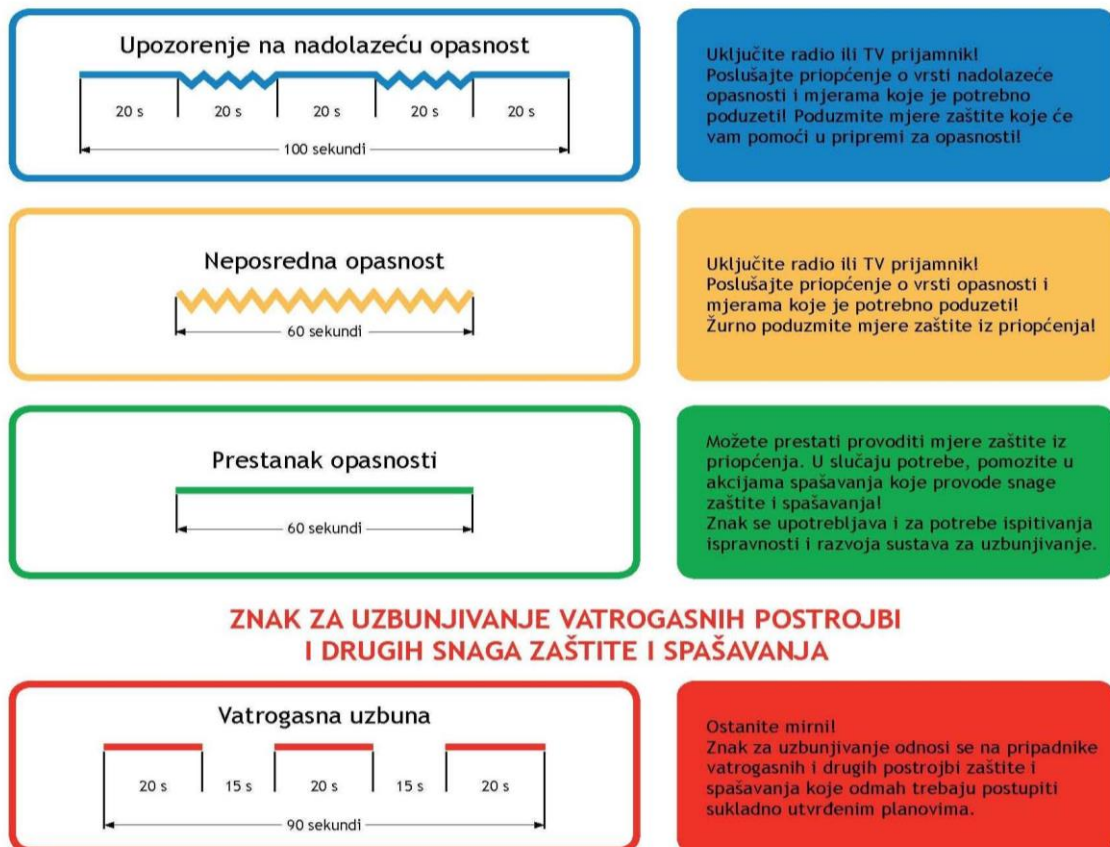 Upozorenje na nadolazeću opasnost
20 s 20 s 20 s 20 s 20 s
100 sekundi
Uključite radio ili TV prijamnik!
Poslušajte priopćenje o vrsti nadolazeće
opasnosti i mjerama koje je potrebno
poduzeti! Poduzmite mjere zaštite koje će
vam pomoći u pripremi za opasnosti!
Neposredna opasnost
60 sekundi
Uključite radio ili TV prijamnik!
Poslušajte priopćenje o vrsti opasnosti i
mjerama koje je potrebno poduzeti!
Žurno poduzmite mjere zaštite iz priopćenja!
Prestanak opasnosti
60 sekundi
Možete prestati provoditi mjere zaštite iz
priopćenja. U slučaju potrebe, pomozite u
akcijama spašavanja koje provode snage
zaštite i spašavanja!
Znak se upotrebljava i za potrebe ispitivanja
ispravnosti i razvoja sustava za uzbunjivanje.
ZNAK ZA UZBUNJIVANJE VATROGASNIH POSTROJBI
I DRUGIH SNAGA ZAŠTITE I SPAŠAVANJA
Vatrogasna uzbuna
20 s 15 s 20 s 15 s 20 s
90 sekundi
Ostanite mirni!
Znak za uzbunjivanje odnosi se na pripadnike
vatrogasnih i drugih postrojbi zaštite i
spašavanja koje odmah trebaju postupiti
sukladno utvrđenim planovima.